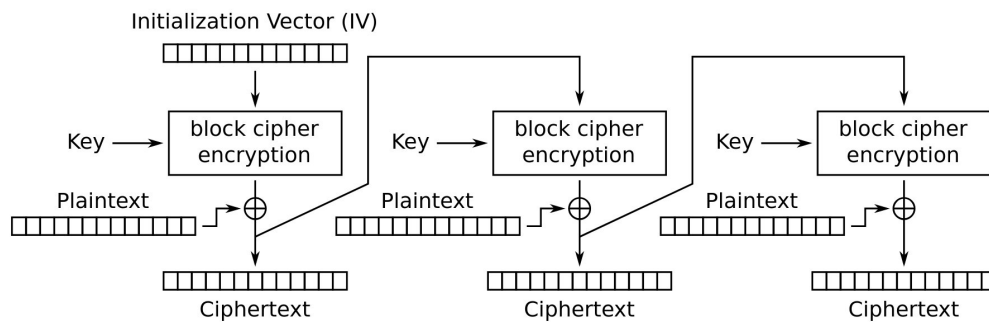 Initialization Vector (IV)
Key
block cipher
encryption
Key
block cipher
encryption
Key
block cipher
encryption
Plaintext
Plaintext
Plaintext
Ciphertext
Ciphertext
Ciphertext